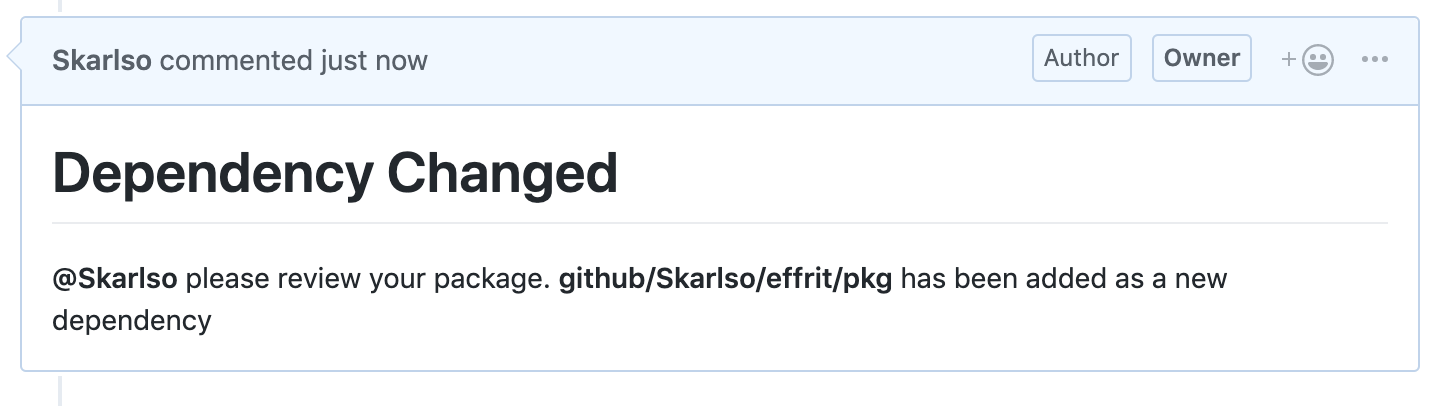 Skarlso commented just now Author Owner
Dependency Changed
@Skarlso please review your package. github/Skarlso/effrit/pkg has been added as a new
dependency